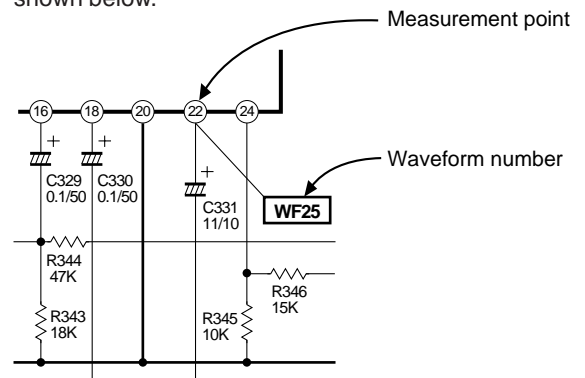 shown below.
Measurement point
16 18 20 22 24
Waveform number
+ + +
C329 C330
0.1/50 0.1/50
C331
11/10
WF25
R344
47K
R346
15K
R343
18K
R345
10K